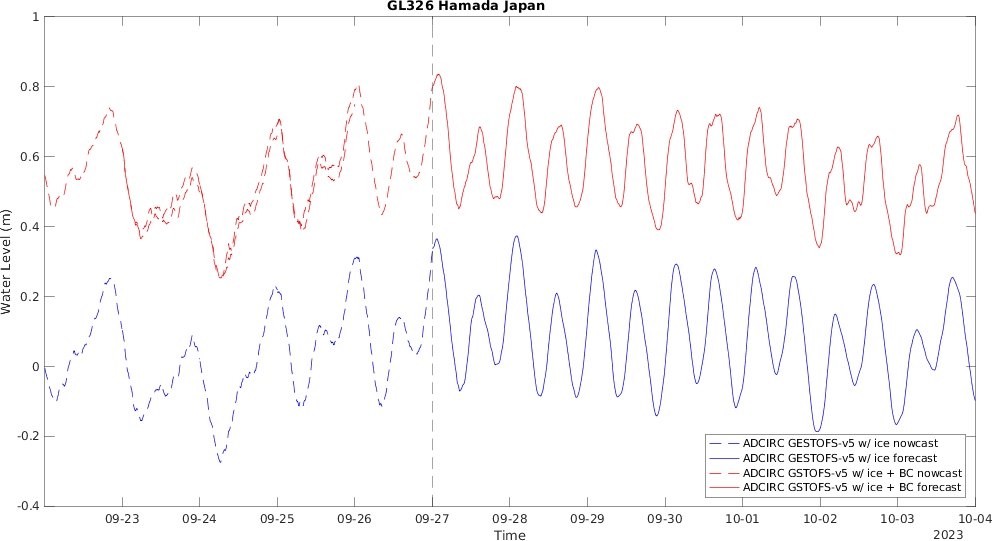 GL326 Hamada Japan
Water Level (m)
1
0.8
0.6
0.4
0.2
0
-0.2
-0.4
ADCIRC GESTOFS-v5 w/ ice nowcast
ADCIRC GESTOFS-v5 w/ ice forecast
ADCIRC GSTOFS-v5 w/ ice + BC nowcast
ADCIRC GSTOFS-v5 w/ ice + BC forecast
09-23 09-24 09-25 09-26 09-27 09-28 09-29 09-30 10-01 10-02 10-03 10-04
Time
2023